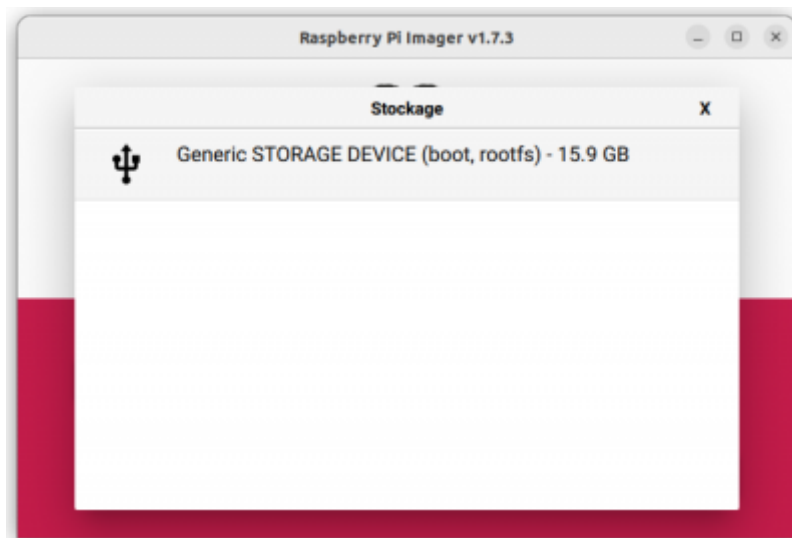 Raspberry Pi Imager v1.7.3
Stockage X
Generic STORAGE DEVICE (boot, rootfs) - 15.9 GB